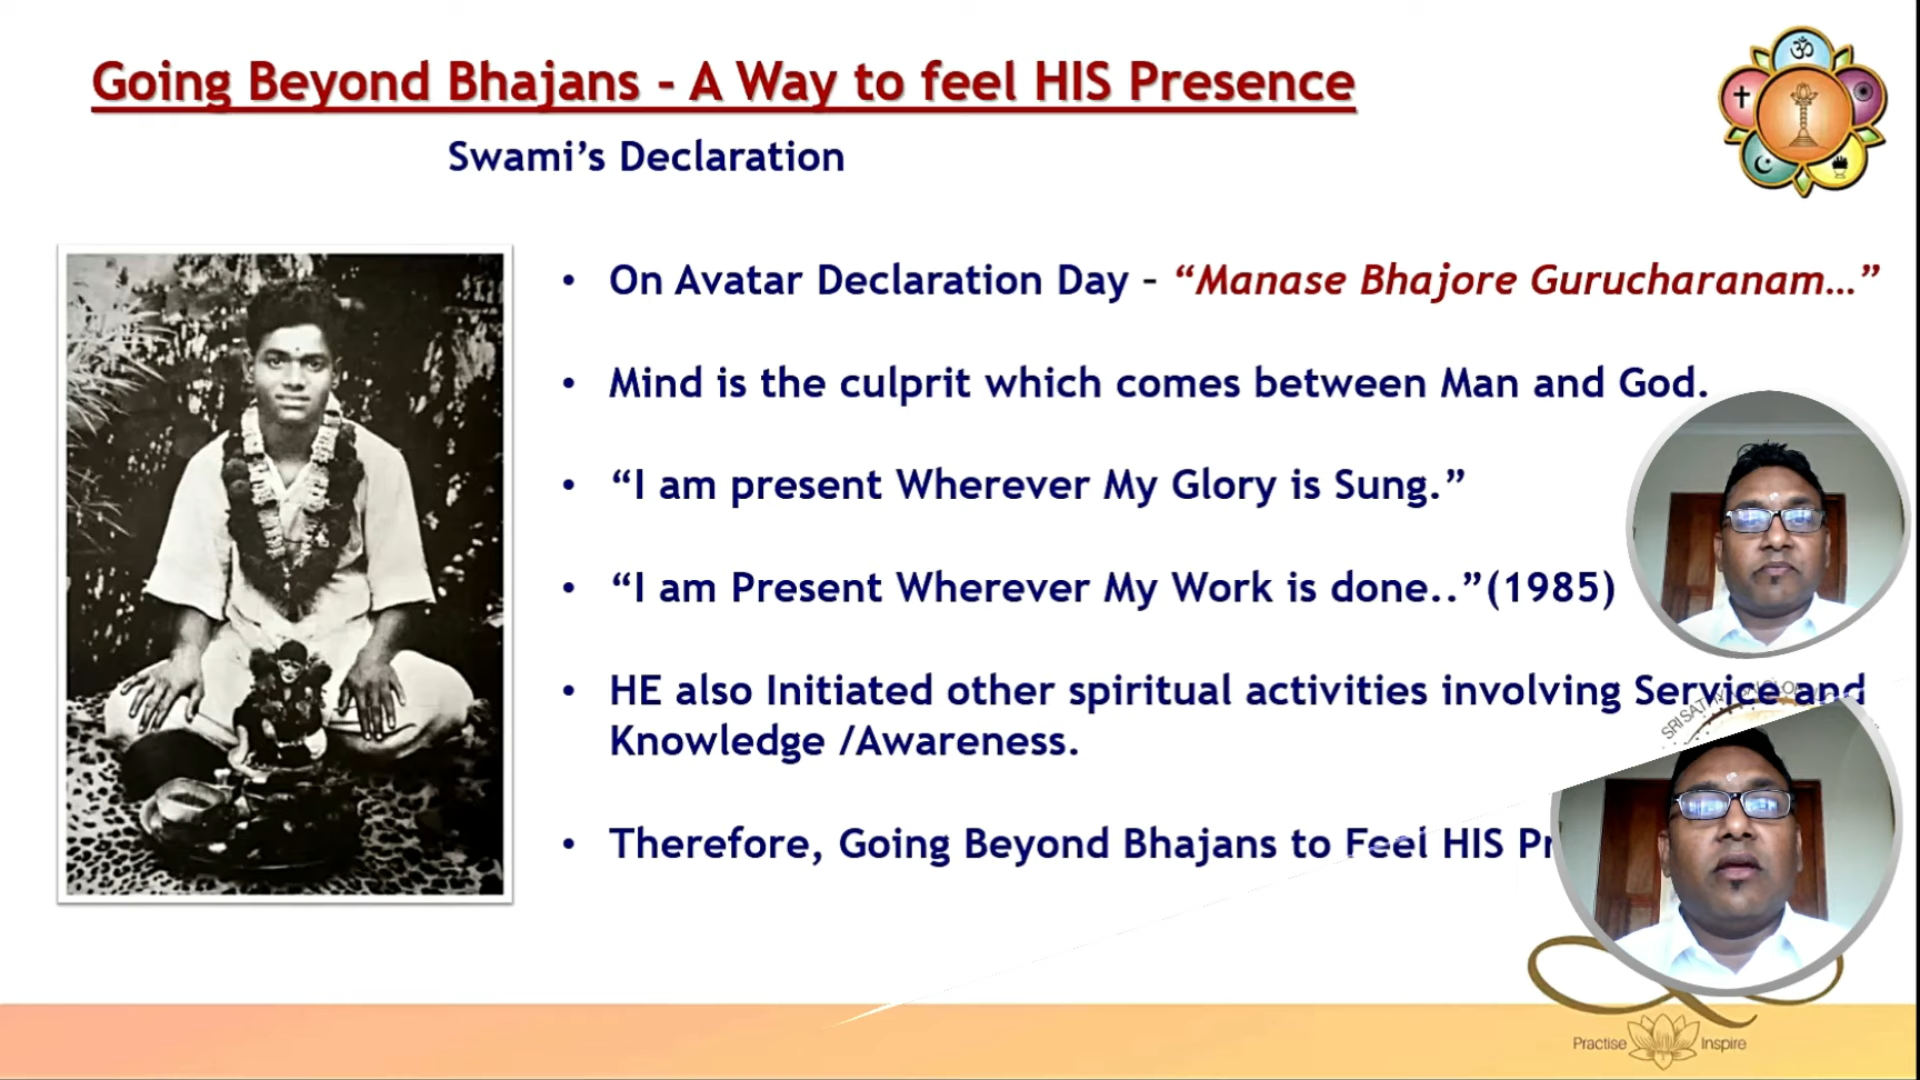 Going Beyond Bhajans - A Way to feel HIS Presence
Swami’s Declaration
• On Avatar Declaration Day – “Manase Bhajore Gurucharanam…”
• Mind is the culprit which comes between Man and God.
• “I am present Wherever My Glory is Sung.”
• “I am Present Wherever My Work is done..”(1985)
• HE also Initiated other spiritual activities involving Service and
Knowledge /Awareness.
• Therefore, Going Beyond Bhajans to Feel HIS
Practise Inspire
ॐ